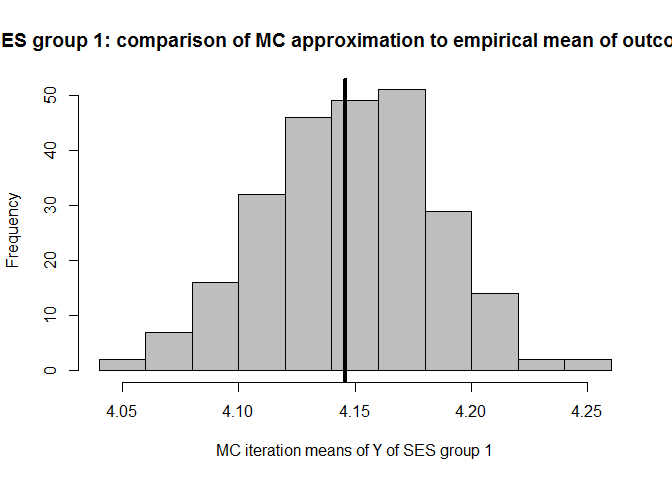 ES group 1: comparison of MC approximation to empirical mean of outco
50
40
30
20
10
0
Frequency
4.05 4.10 4.15 4.20 4.25
MC iteration means of Y of SES group 1